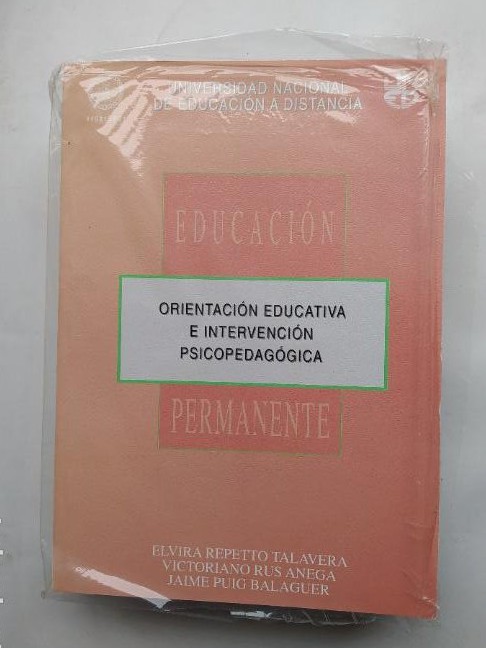 UNIVERSIDAD NACIONAL
DE EDUCACIÓN A DISTANCIA
EDUCACIÓN
ORIENTACIÓN EDUCATIVA
E INTERVENCIÓN
PSICOPEDAGÓGICA
PERMANENTE
ELVIRA REPETTO TALAVERA
VICTORIANO RUS ANEGA
JAIME PUIG BALAGUER